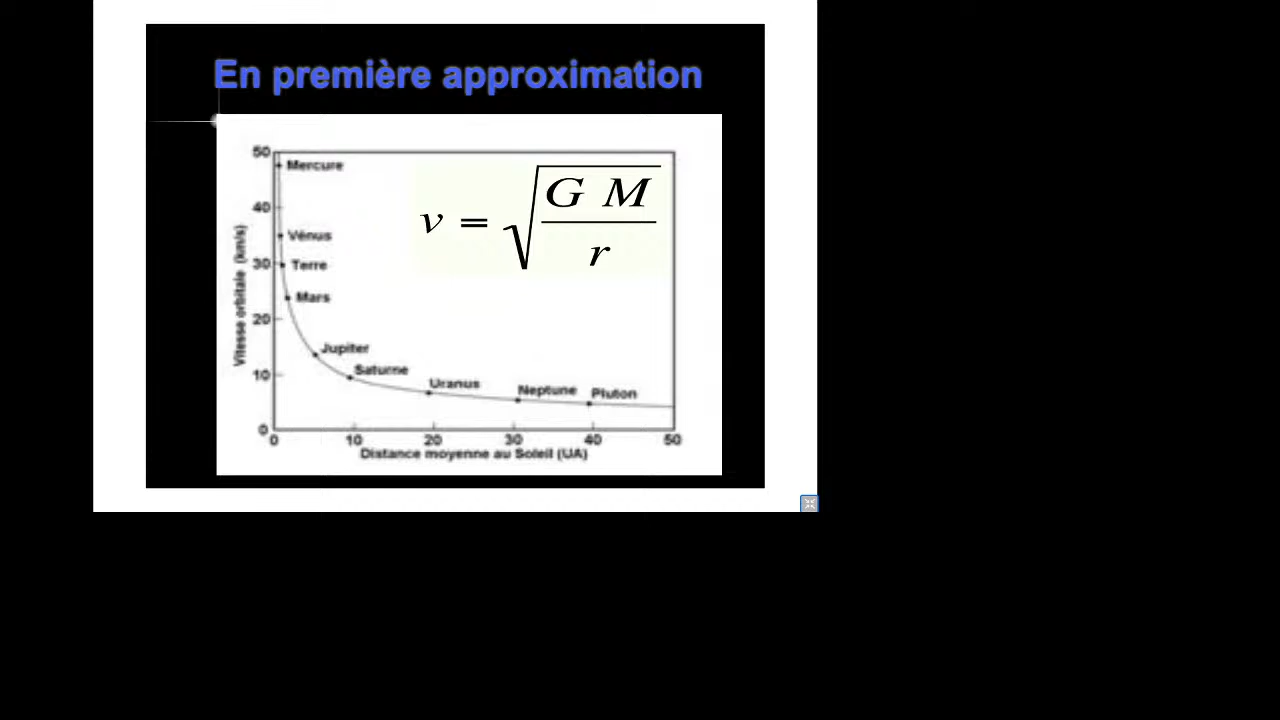 En première approximation
50
Mercure
v = √(G M / r)
40
Vénus
30
Terre
Mars
20
Jupiter
Saturne
10
Uranus
Neptune
Pluton
0
Vitesse orbitale (km/s)
0 10 20 30 40 50
Distance moyenne au Soleil (UA)